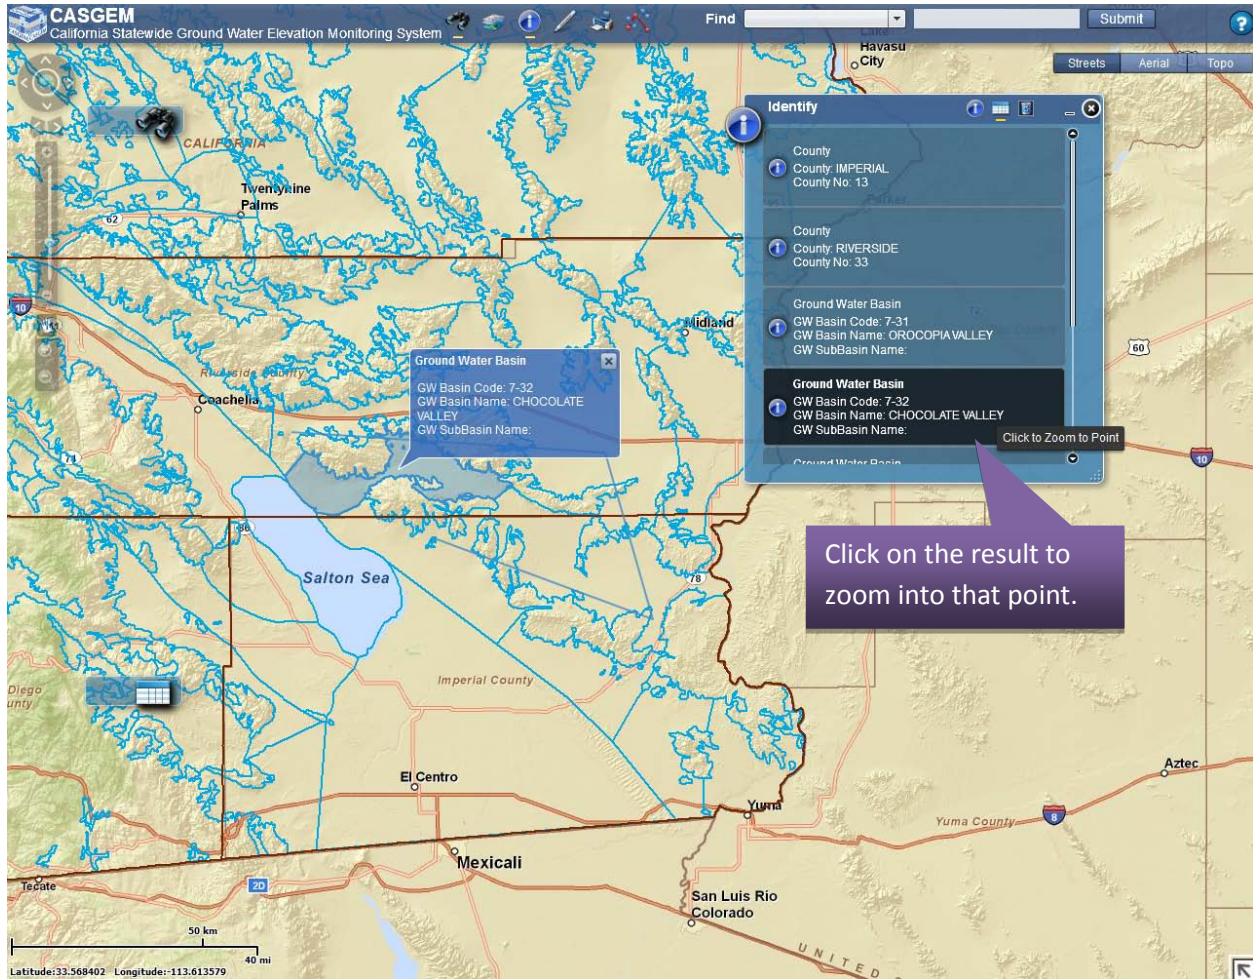 CASGEM
California Statewide Ground Water Elevation Monitoring System
Find
Submit
?
Lake
Havasu
City
Streets Aerial Topo
CALIFORNIA
Twentynine
Palms
62
10
Identify
County
County: IMPERIAL
County No: 13
Parker
County
County: RIVERSIDE
County No: 33
Ground Water Basin
GW Basin Code: 7-31
GW Basin Name: OROCOPIA VALLEY
GW SubBasin Name:
Ground Water Basin
GW Basin Code: 7-32
GW Basin Name: CHOCOLATE VALLEY
GW SubBasin Name:
Click to Zoom to Point
Ground Water Basin
Midland
60
Ground Water Basin
GW Basin Code: 7-32
GW Basin Name: CHOCOLATE
VALLEY
GW SubBasin Name:
Riverside County
Coachella
74
10
86
Click on the result to
zoom into that point.
Salton Sea
78
Imperial County
Diego
unty
El Centro
Yuma
Aztec
Yuma County
8
Mexicali
Tecate
2D
San Luis Río
Colorado
50 km
40 mi
UNITED
Latitude:33.568402 Longitude:-113.613579